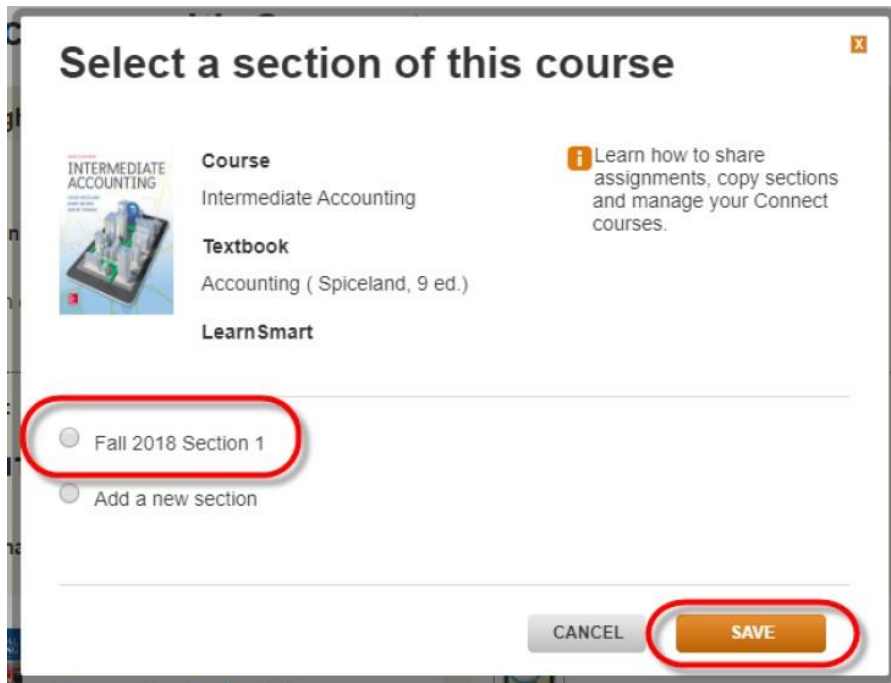 Select a section of this course
X
INTERMEDIATE
ACCOUNTING
Course
Intermediate Accounting
Textbook
Accounting ( Spiceland, 9 ed.)
LearnSmart
i Learn how to share
assignments, copy sections
and manage your Connect
courses.
Fall 2018 Section 1
Add a new section
CANCEL
SAVE